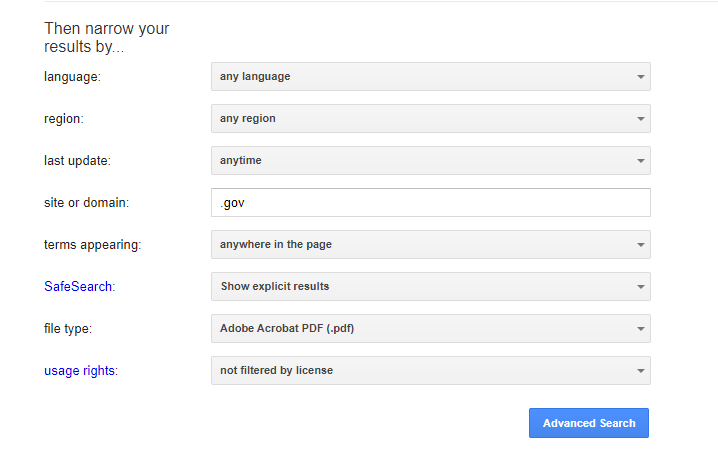 Then narrow your
results by...
language: any language
region: any region
last update: anytime
site or domain: .gov
terms appearing: anywhere in the page
SafeSearch: Show explicit results
file type: Adobe Acrobat PDF (.pdf)
usage rights: not filtered by license
Advanced Search